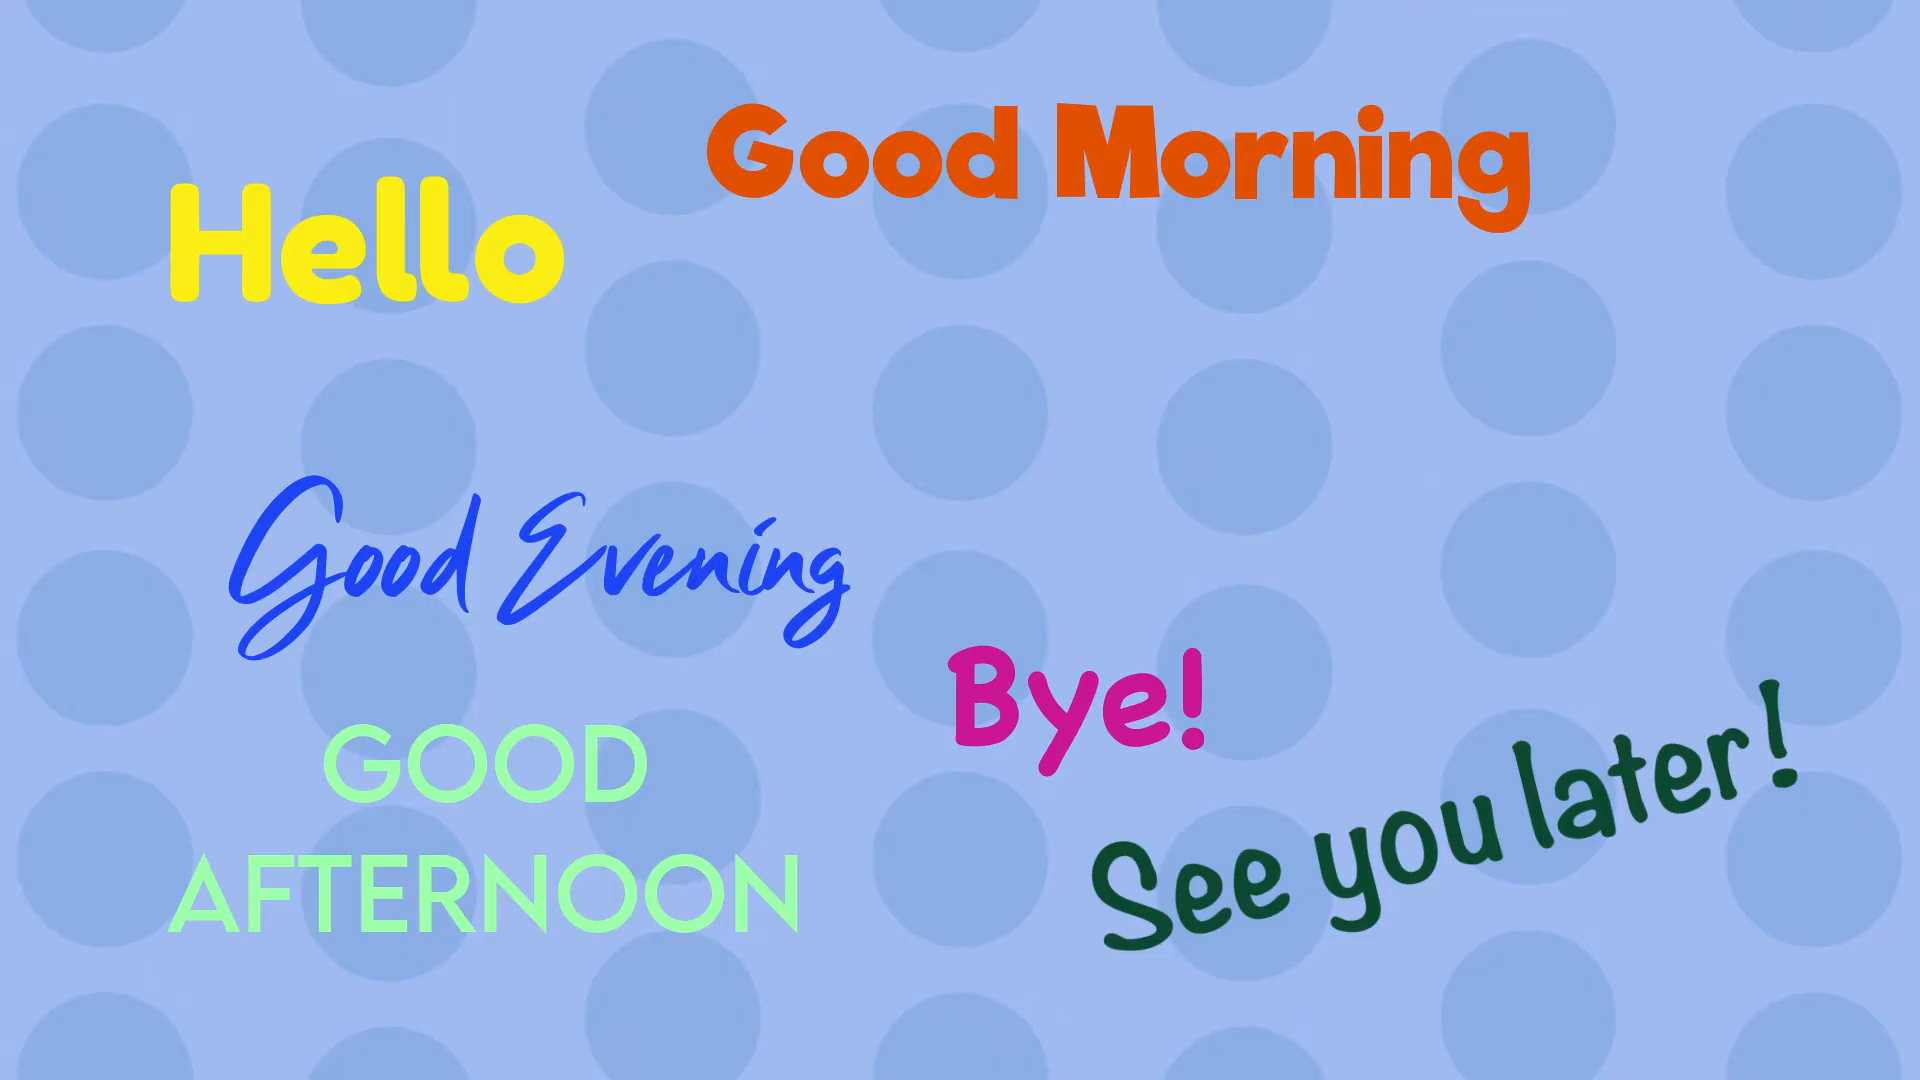 Hello
Good Morning
Good Evening
GOOD
AFTERNOON
Bye!
See you later!